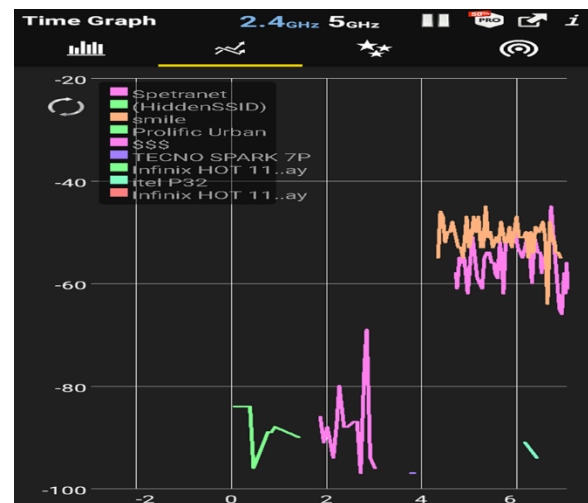 Time Graph 2.4GHz 5GHz 50% PRO i
-20
Spetranet
(HiddenSSID)
smile
Prolific Urban
$$$
TECNO SPARK 7P
Infinix HOT 11..ay
itel P32
Infinix HOT 11..ay
-40
-60
-80
-100
-2 0 2 4 6